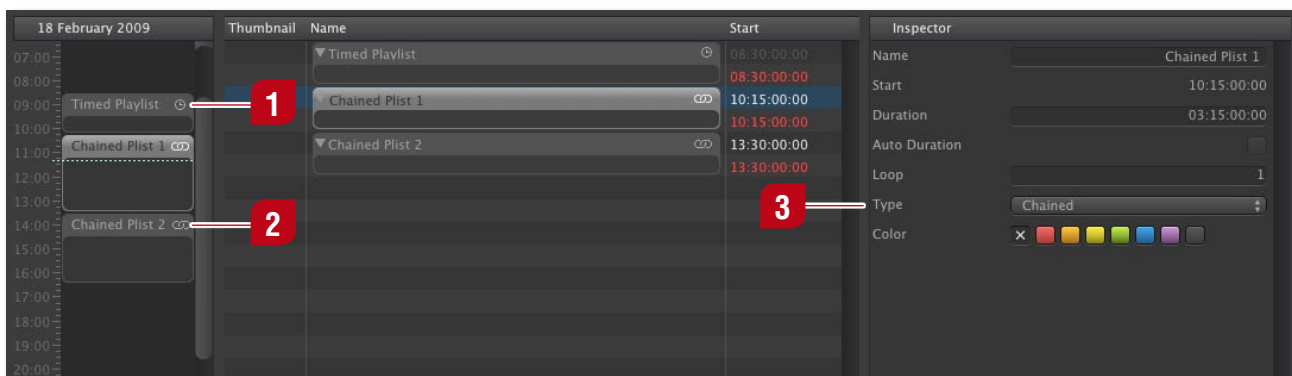 18 February 2009
07:00
08:00
09:00
10:00
11:00
12:00
13:00
14:00
15:00
16:00
17:00
18:00
19:00
20:00
Timed Playlist
Chained Plist 1
Chained Plist 2
1
2
Thumbnail Name Start
Timed Playlist 08:30:00:00
08:30:00:00
Chained Plist 1 10:15:00:00
10:15:00:00
Chained Plist 2 13:30:00:00
13:30:00:00
3
Inspector
Name Chained Plist 1
Start 10:15:00:00
Duration 03:15:00:00
Auto Duration
Loop 1
Type Chained
Color